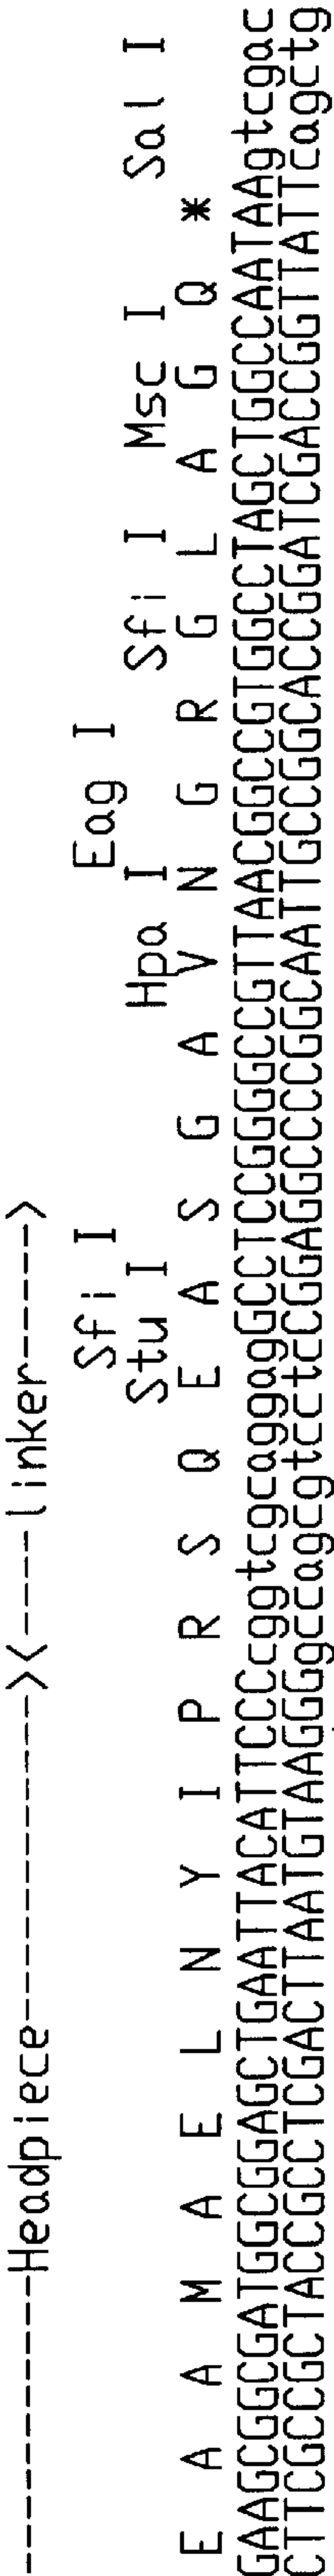 --------------Headpiece----------------><-----linker------>
Sfi I Eag I
Stu I Hpa I Sfi I Msc I Sal I
E A A M A E L N Y I P R S Q E A S G A V N G R G L A G Q *
GAAGCGGCGATGGCGGAGCTGAATTACATTCCCcggtcgcaggagGCCTCCGGGGCCGTTAACGGCCGTGGCCTAGCTGGCCAATAAgtcgac
CTTCGCCGCTACCGCCTCGACTTAATGTAAGGGgccagcgtcctcCGGAGGCCCCGGCAATTGCCGGCACCGGATCGACCGGTTATTcagctg